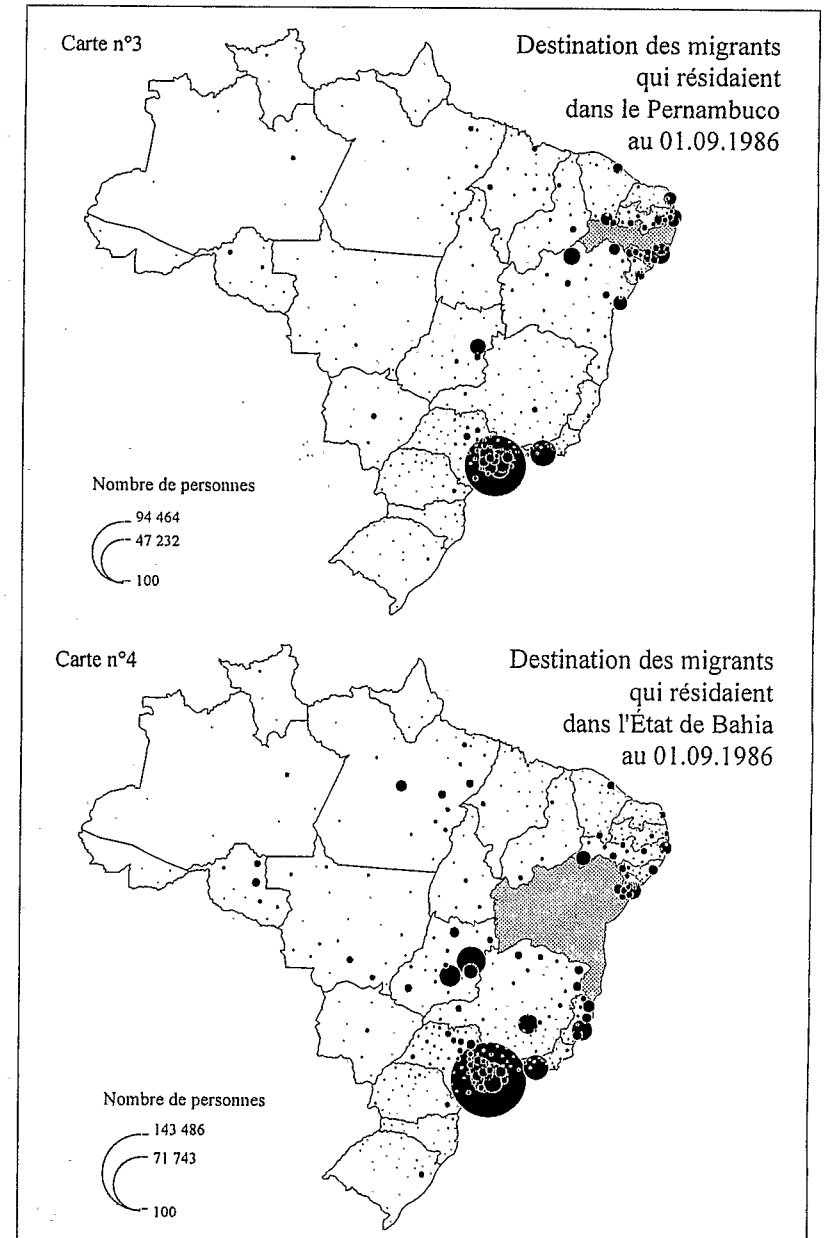 Carte n°3
Destination des migrants
qui résidaient
dans le Pernambuco
au 01.09.1986
Nombre de personnes
94 464
47 232
100
Carte n°4
Destination des migrants
qui résidaient
dans l'État de Bahia
au 01.09.1986
Nombre de personnes
143 486
71 743
100